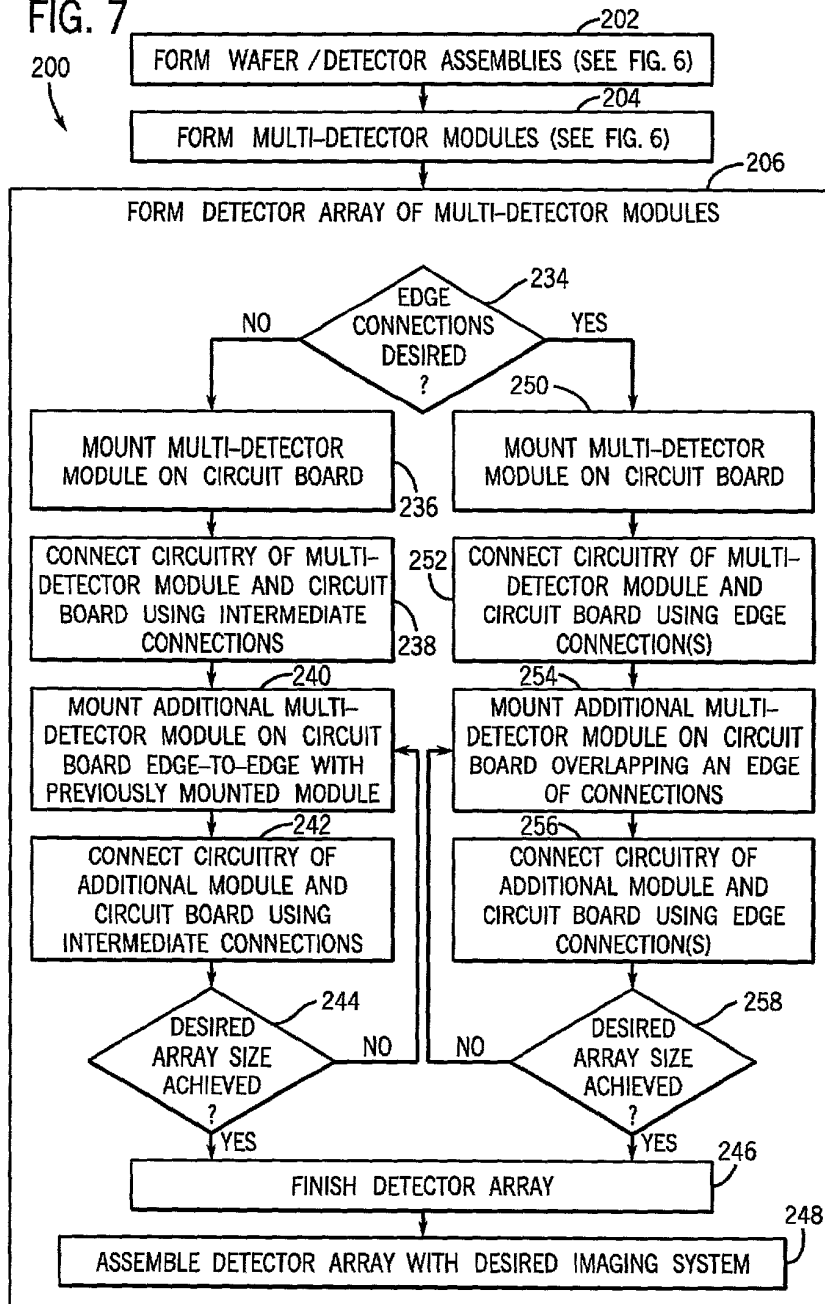 FIG. 7
200
202
FORM WAFER / DETECTOR ASSEMBLIES (SEE FIG. 6)
204
FORM MULTI-DETECTOR MODULES (SEE FIG. 6)
206
FORM DETECTOR ARRAY OF MULTI-DETECTOR MODULES
234
EDGE
CONNECTIONS
DESIRED
?
NO
YES
250
MOUNT MULTI-DETECTOR
MODULE ON CIRCUIT BOARD
236
MOUNT MULTI-DETECTOR
MODULE ON CIRCUIT BOARD
CONNECT CIRCUITRY OF MULTI-
DETECTOR MODULE AND CIRCUIT
BOARD USING INTERMEDIATE
CONNECTIONS
238
252
CONNECT CIRCUITRY OF MULTI-
DETECTOR MODULE AND
CIRCUIT BOARD USING EDGE
CONNECTION(S)
240
MOUNT ADDITIONAL MULTI-
DETECTOR MODULE ON CIRCUIT
BOARD EDGE-TO-EDGE WITH
PREVIOUSLY MOUNTED MODULE
254
MOUNT ADDITIONAL MULTI-
DETECTOR MODULE ON CIRCUIT
BOARD OVERLAPPING AN EDGE
OF CONNECTIONS
242
CONNECT CIRCUITRY OF
ADDITIONAL MODULE AND
CIRCUIT BOARD USING
INTERMEDIATE CONNECTIONS
256
CONNECT CIRCUITRY OF
ADDITIONAL MODULE AND
CIRCUIT BOARD USING EDGE
CONNECTION(S)
244
DESIRED
ARRAY SIZE
ACHIEVED
?
NO
YES
258
DESIRED
ARRAY SIZE
ACHIEVED
?
NO
YES
246
FINISH DETECTOR ARRAY
248
ASSEMBLE DETECTOR ARRAY WITH DESIRED IMAGING SYSTEM